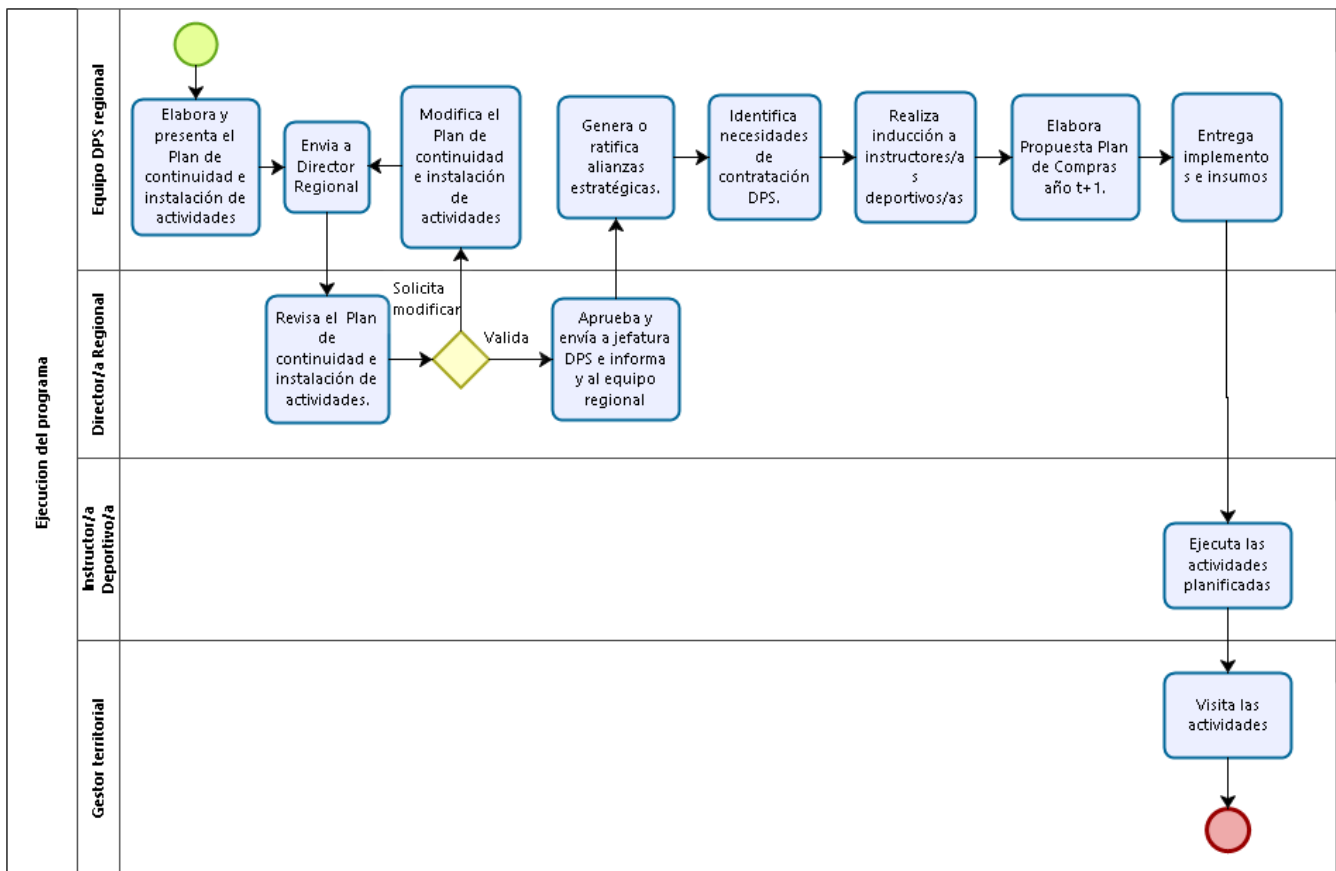 Ejecucion del programa
Equipo DPS regional
Elabora y
presenta el
Plan de
continuidad e
instalación de
actividades
Envia a
Director
Regional
Modifica el
Plan de
continuidad
e instalación
de
actividades
Genera o
ratifica
alianzas
estratégicas.
Identifica
necesidades
de
contratación
DPS.
Realiza
inducción a
instructores/a
s
deportivos/as
Elabora
Propuesta Plan
de Compras
año t+1.
Entrega
implemento
s e insumos
Director/a Regional
Revisa el Plan
de
continuidad e
instalación de
actividades.
Solicita
modificar
Valida
Aprueba y
envía a jefatura
DPS e informa
y al equipo
regional
Instructor/a
Deportivo/a
Ejecuta las
actividades
planificadas
Gestor territorial
Visita las
actividades